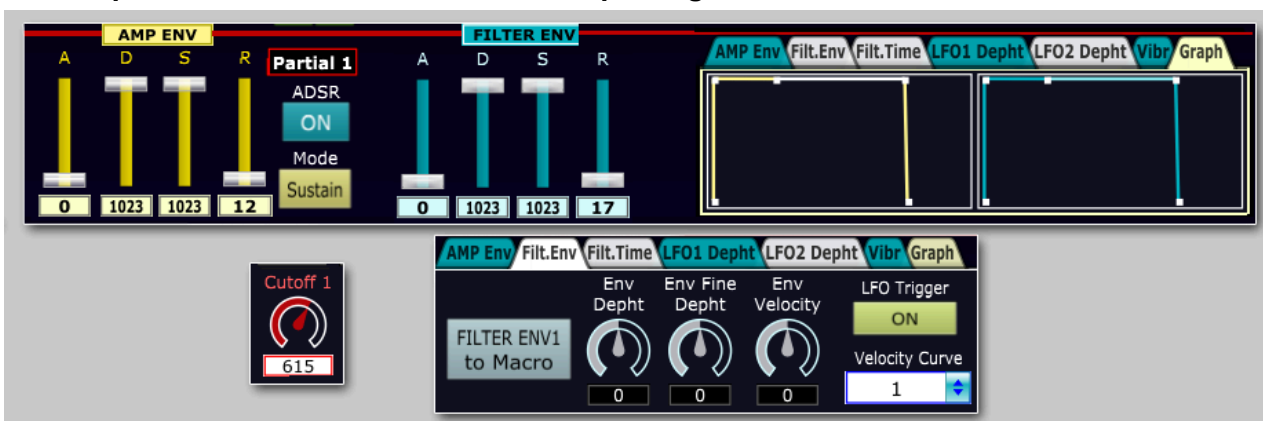 AMP ENV
A D S R
Partial 1
ADSR
ON
Mode
Sustain
0 1023 1023 12
FILTER ENV
A D S R
0 1023 1023 17
AMP Env Filt.Env Filt.Time LFO1 Depht LFO2 Depht Vibr Graph
Cutoff 1
615
AMP Env Filt.Env Filt.Time LFO1 Depht LFO2 Depht Vibr Graph
FILTER ENV1
to Macro
Env
Depht
0
Env Fine
Depht
0
Env
Velocity
0
LFO Trigger
ON
Velocity Curve
1